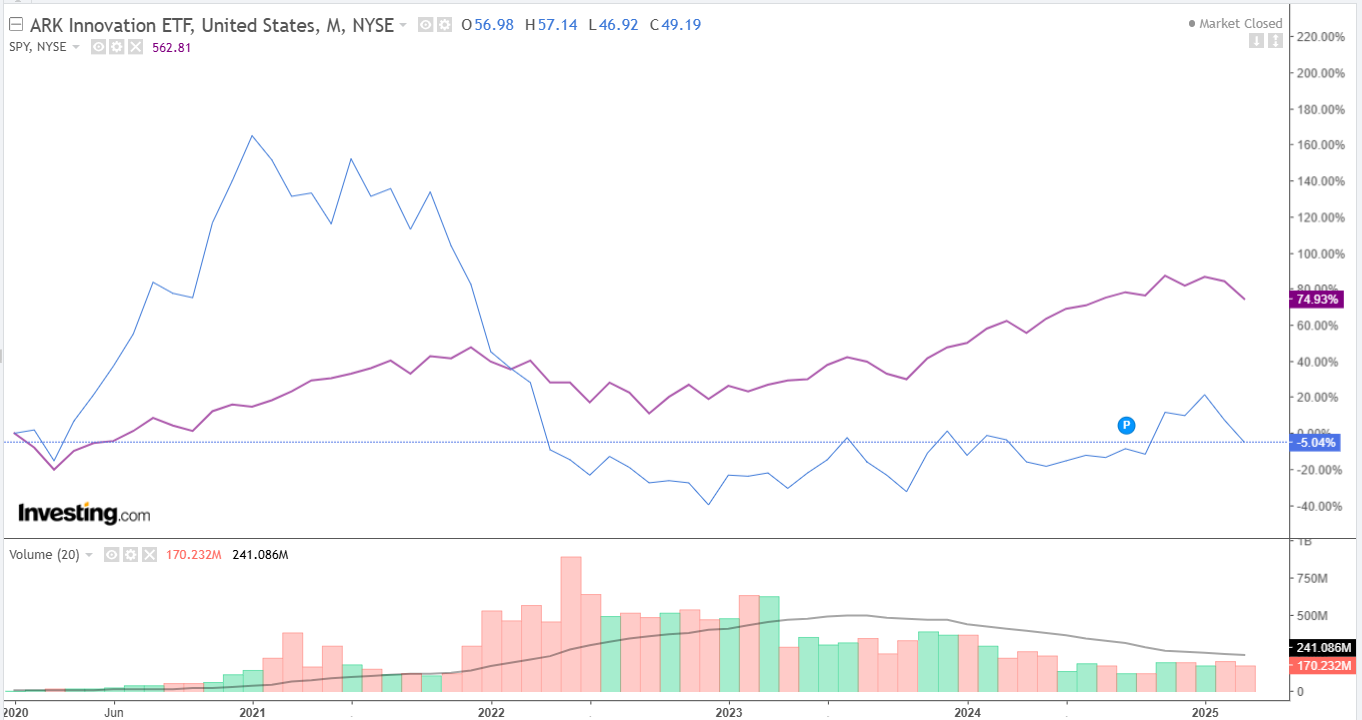 ARK Innovation ETF, United States, M, NYSE O56.98 H57.14 L46.92 C49.19
Market Closed
SPY, NYSE 562.81
220.00%
200.00%
180.00%
160.00%
140.00%
120.00%
100.00%
80.00%
74.93%
60.00%
40.00%
20.00%
P
0.00%
-5.04%
-20.00%
-40.00%
Investing.com
Volume (20) 170.232M 241.086M
1B
750M
500M
241.086M
170.232M
0
2020 Jun 2021 2022 2023 2024 2025